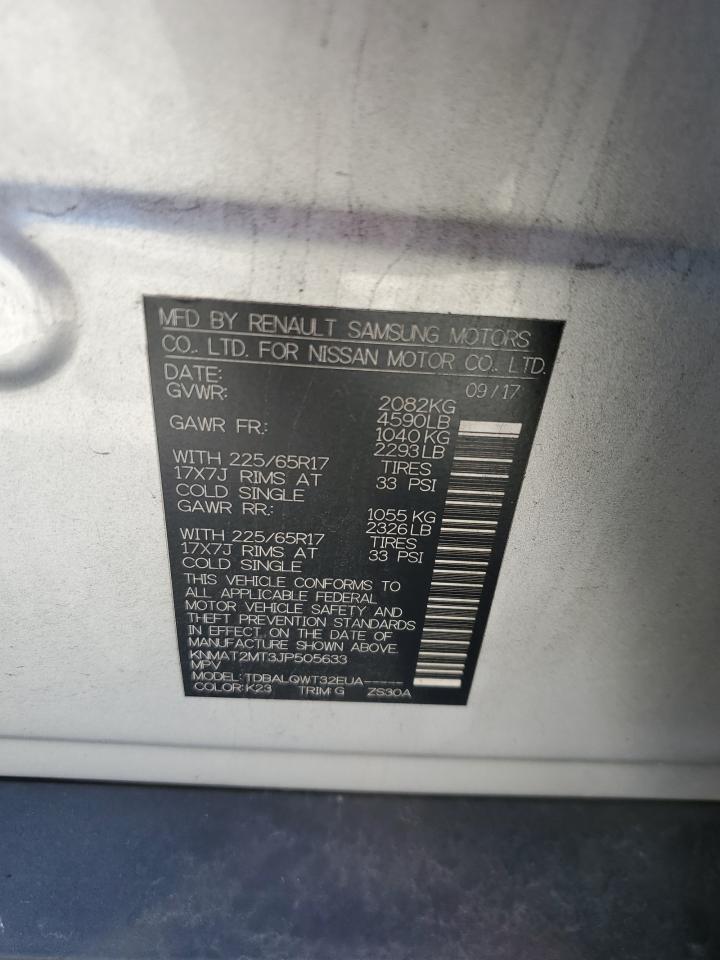 MFD BY RENAULT SAMSUNG MOTORS
CO., LTD. FOR NISSAN MOTOR CO., LTD.
DATE: 09/17
GVWR: 2082KG
4590LB
GAWR FR.: 1040KG
2293LB
WITH 225/65R17 TIRES
17X7J RIMS AT 33 PSI
COLD SINGLE
GAWR RR.: 1055KG
2326LB
WITH 225/65R17 TIRES
17X7J RIMS AT 33 PSI
COLD SINGLE
THIS VEHICLE CONFORMS TO
ALL APPLICABLE FEDERAL
MOTOR VEHICLE SAFETY AND
THEFT PREVENTION STANDARDS
IN EFFECT ON THE DATE OF
MANUFACTURE SHOWN ABOVE.
KNMAT2MT3JP505633
MPV
MODEL: TDBALQWT32EUA-----
COLOR:K23 TRIM:G ZS30A